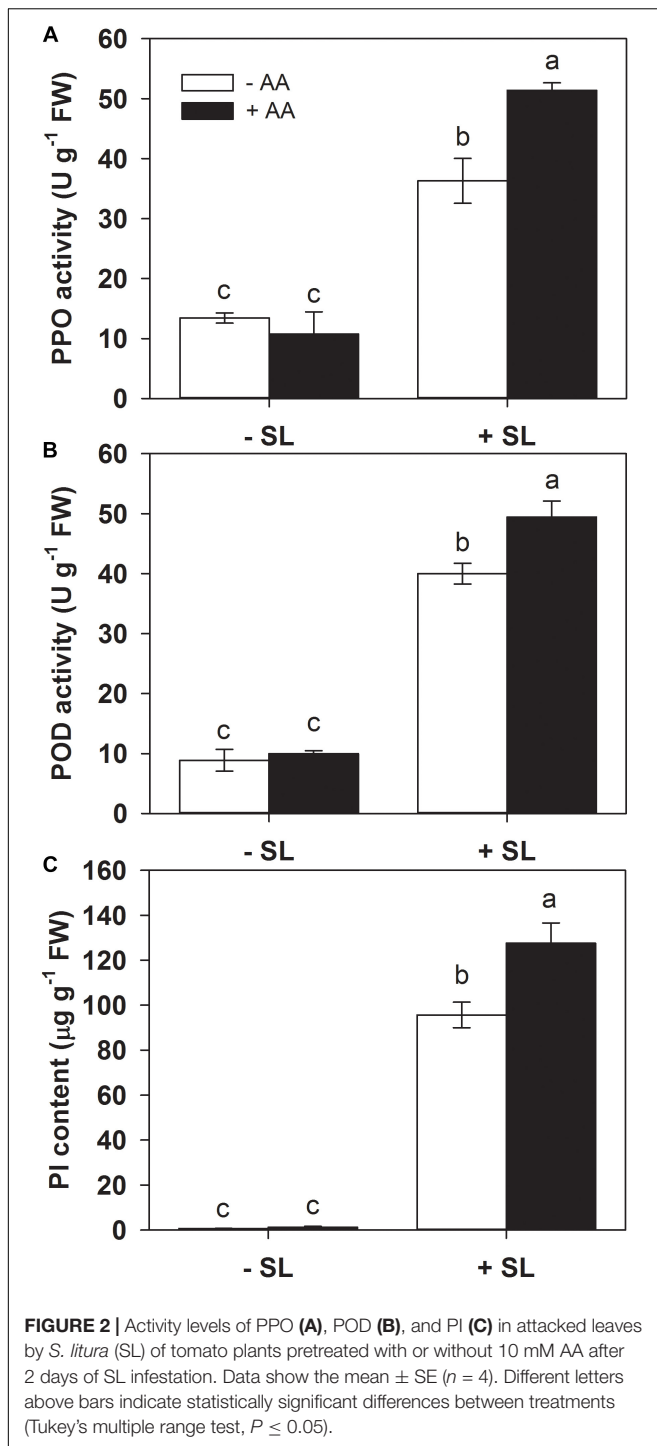 A
PPO activity (U g⁻¹ FW)
60
50
40
30
20
10
0
- AA
+ AA
c
c
b
a
- SL
+ SL
B
POD activity (U g⁻¹ FW)
60
50
40
30
20
10
0
c
c
b
a
- SL
+ SL
C
PI content (µg g⁻¹ FW)
160
140
120
100
80
60
40
20
0
c
c
b
a
- SL
+ SL
FIGURE 2 | Activity levels of PPO (A), POD (B), and PI (C) in attacked leaves
by S. litura (SL) of tomato plants pretreated with or without 10 mM AA after
2 days of SL infestation. Data show the mean ± SE (n = 4). Different letters
above bars indicate statistically significant differences between treatments
(Tukey's multiple range test, P ≤ 0.05).